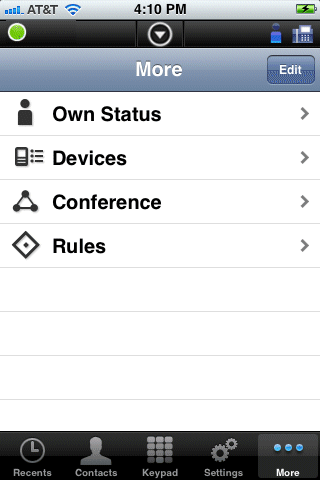 AT&T 4:10 PM
More Edit
Own Status
Devices
Conference
Rules
Recents Contacts Keypad Settings More